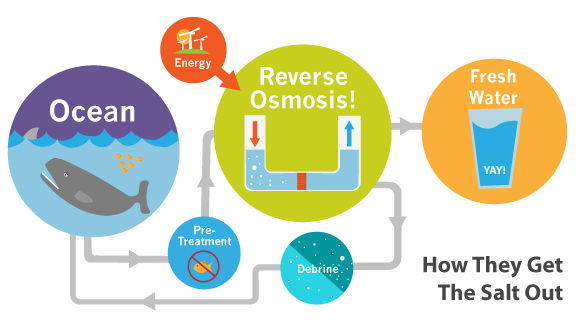 Energy
Reverse
Osmosis!
Ocean
Fresh
Water
YAY!
Pre-
Treatment
Debrine
How They Get
The Salt Out